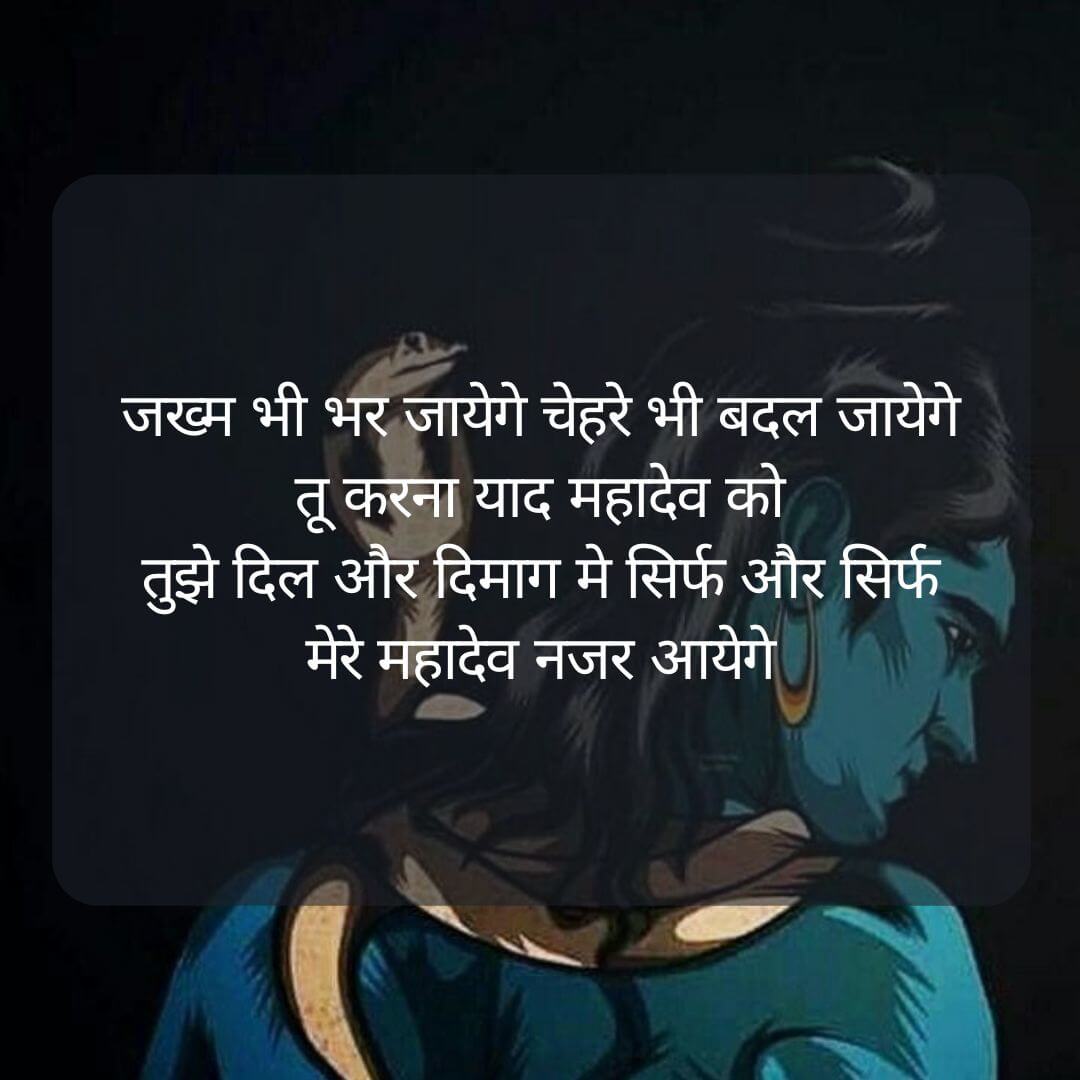 जख्म भी भर जायेगे चेहरे भी बदल जायेगे
तू करना याद महादेव को
तुझे दिल और दिमाग मे सिर्फ और सिर्फ
मेरे महादेव नजर आयेगे